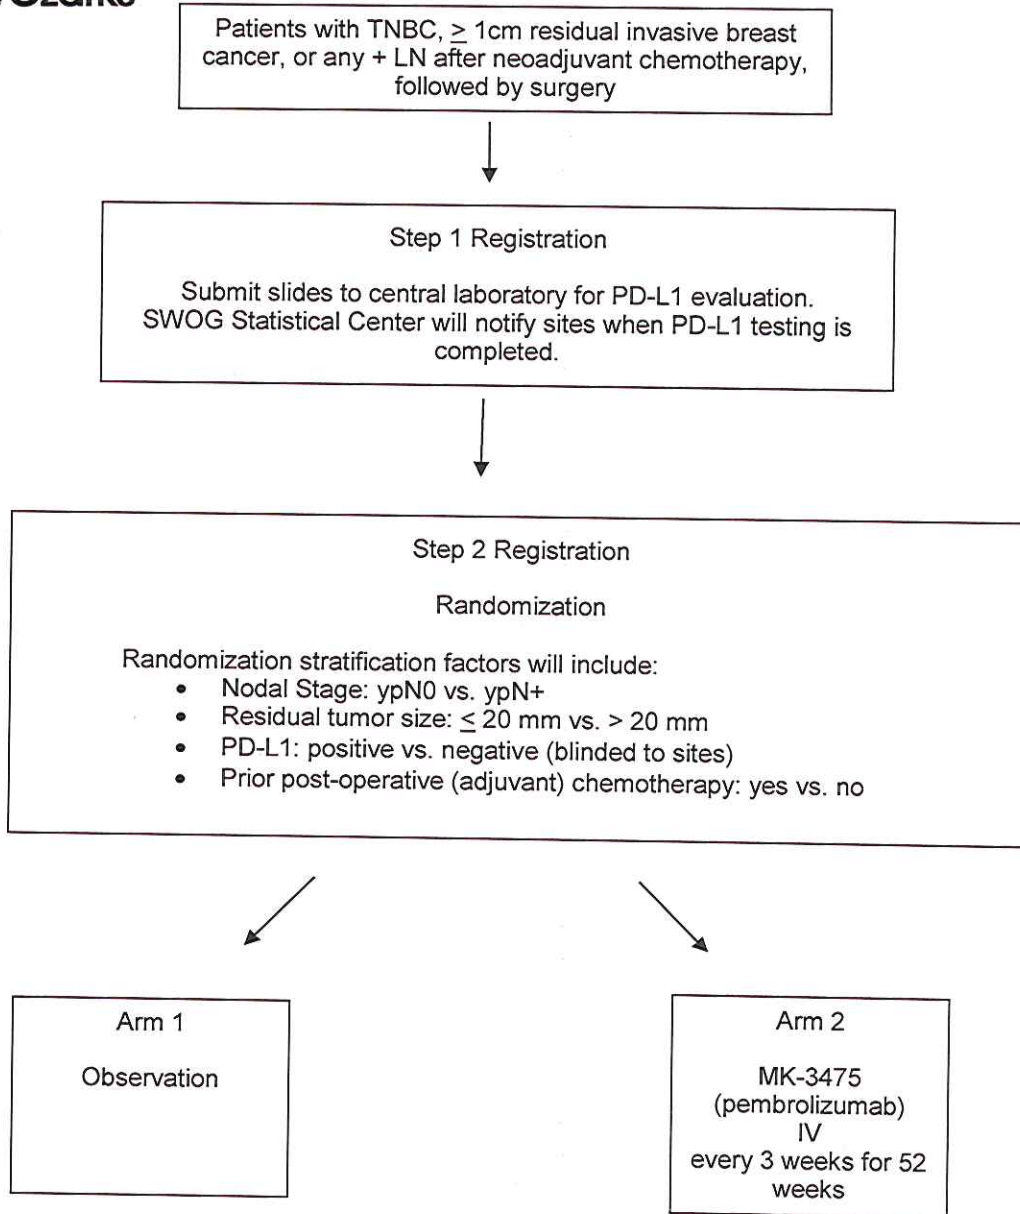 Patients with TNBC, ≥ 1cm residual invasive breast
cancer, or any + LN after neoadjuvant chemotherapy,
followed by surgery
Step 1 Registration
Submit slides to central laboratory for PD-L1 evaluation.
SWOG Statistical Center will notify sites when PD-L1 testing is
completed.
Step 2 Registration
Randomization
Randomization stratification factors will include:
• Nodal Stage: ypN0 vs. ypN+
• Residual tumor size: ≤ 20 mm vs. > 20 mm
• PD-L1: positive vs. negative (blinded to sites)
• Prior post-operative (adjuvant) chemotherapy: yes vs. no
Arm 1
Observation
Arm 2
MK-3475
(pembrolizumab)
IV
every 3 weeks for 52
weeks